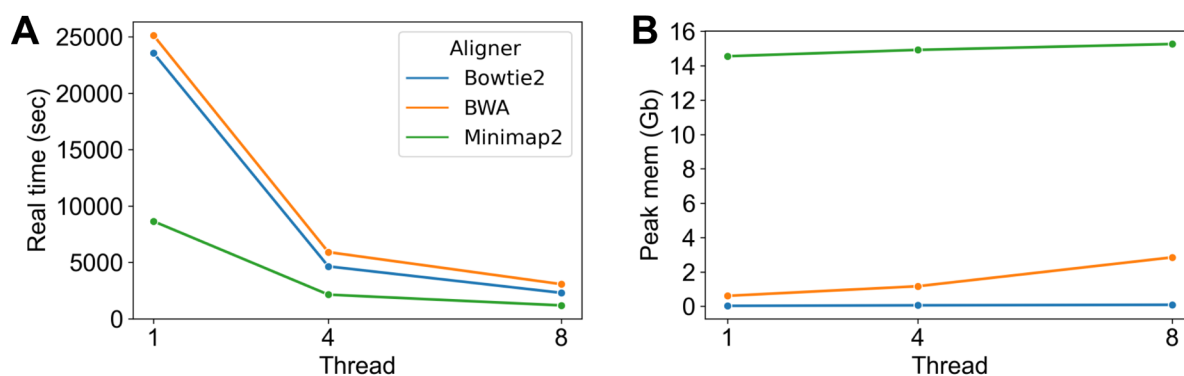 A
Real time (sec)
25000
20000
15000
10000
5000
0
1
4
8
Thread
Aligner
Bowtie2
BWA
Minimap2
B
Peak mem (Gb)
16
14
12
10
8
6
4
2
0
1
4
8
Thread